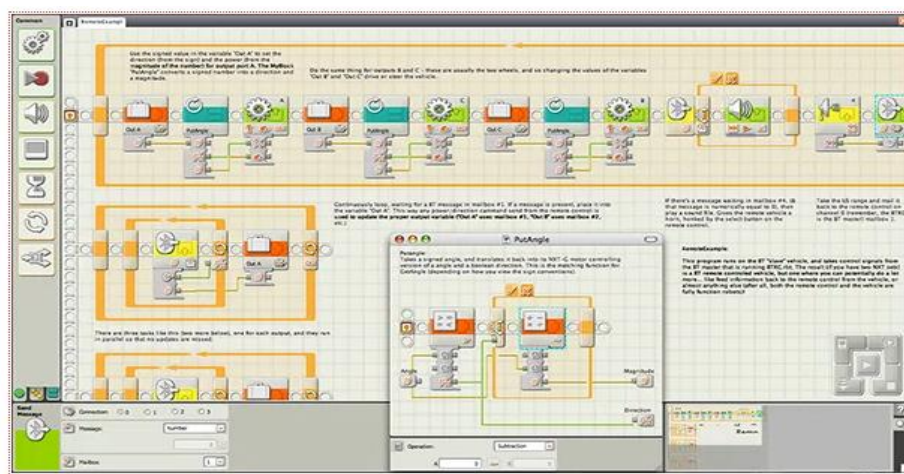 Common
RemoteExampl
Use the signed value in the variable "Out A" to set the
direction (from the sign) and the power (from the
magnitude of the number) for output port A. The MyBlock
"PutAngle" converts a signed number into a direction and
a magnitude.
Do the same thing for outputs B and C - these are usually the two wheels, and so changing the values of the variables
"Out B" and "Out C" drive or steer the vehicle.
Out A
PutAngle
A
Out B
PutAngle
C
Out C
PutAngle
B
Continuously loop, waiting for a BT message in mailbox #1. If a message is present, place it into
the variable "Out A". This way any power/direction command send from the remote control is
used to update the proper output variable ("Out A" uses mailbox #1, "Out B" uses mailbox
etc.)
Out A
There are three tasks like this (two more below), one for each output, and they run
in parallel so that no updates are missed.
If there's a message waiting in mailbox #4,
that message is numerically equal to 0), then
play a sound file. Gives the remote vehicle a
horn, honked by the select button on the
remote control.
Take the US range and mail it
back to the remote control on
channel 0 (remember, the
is the BT master) mailbox
RemoteExample:
This program runs on the BT "slave" vehicle, and takes control signals from
the BT master that is running
is a BT remote controlled vehicle, but one where you can potentially do a lot
more... like feed information back to the remote control from the vehicle, or
almost anything else (after all, both the remote control and the vehicle are
fully function robots)!
PutAngle
PutAngle:
Takes a signed angle, and translates it back into its NXT-G motor controlling
version of a angle and a boolean direction. This is the matching function for
GetAngle (depending on how you view the sign conventions).
Angle
Magnitude
Direction
Send
Message
Connection: 0 1 2 3
Message: Number
Mailbox: 1
Operation: Subtraction
A